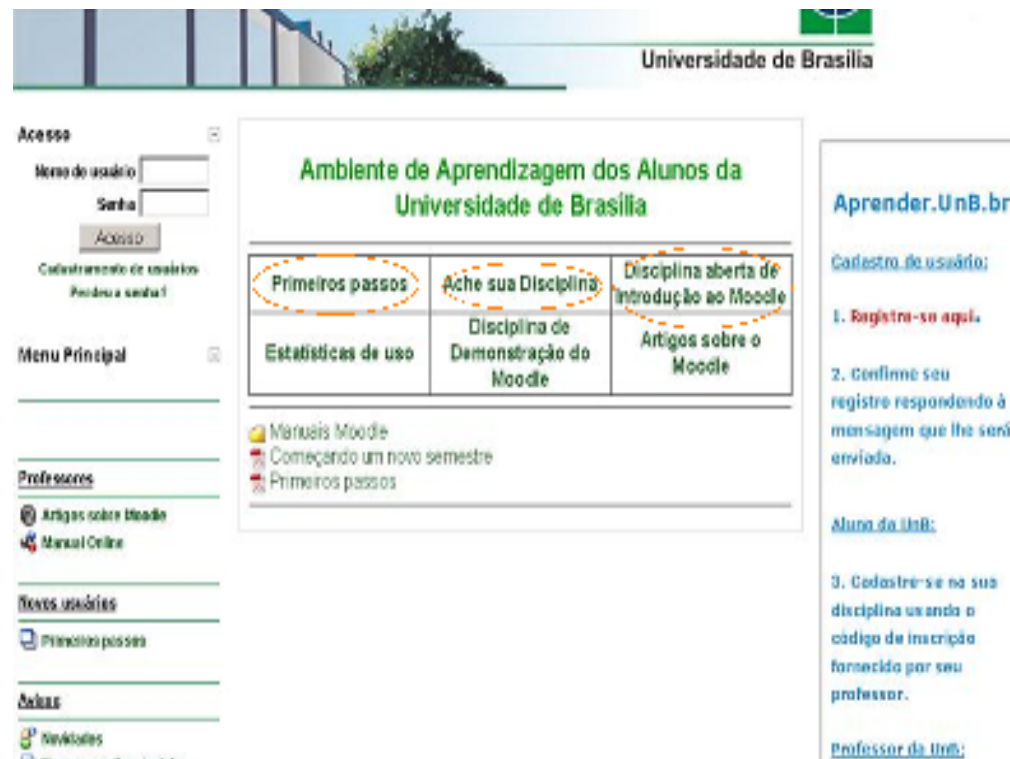 Universidade de Brasília
Acesso
Nome de usuário
Senha
Acesso
Cadastramento de usuários
Perdeu a senha?
Menu Principal
Professores
Artigos sobre Moodle
Manual Online
Novos usuários
Primeiros passos
Avisos
Novidades
Ambiente de Aprendizagem dos Alunos da
Universidade de Brasília
Primeiros passos
Ache sua Disciplina
Disciplina aberta de
Introdução ao Moodle
Estatísticas de uso
Disciplina de
Demonstração do
Moodle
Artigos sobre o
Moodle
Manuais Moodle
Começando um novo semestre
Primeiros passos
Aprender.UnB.br
Cadastro de usuário:
1. Registre-se aqui.
2. Confirme seu
registro respondendo à
mensagem que lhe será
enviada.
Aluno da UnB:
3. Cadastre-se na sua
disciplina usando o
código de inscrição
fornecido por seu
professor.
Professor da UnB: